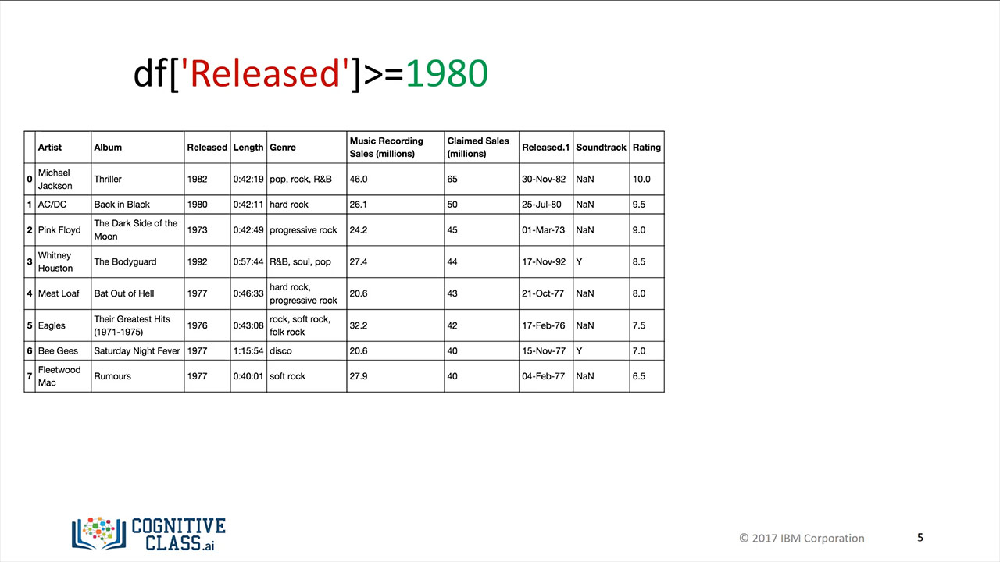 df['Released']>=1980
Artist Album Released Length Genre Music Recording Sales (millions) Claimed Sales (millions) Released.1 Soundtrack Rating
0 Michael Jackson Thriller 1982 0:42:19 pop, rock, R&B 46.0 65 30-Nov-82 NaN 10.0
1 AC/DC Back in Black 1980 0:42:11 hard rock 26.1 50 25-Jul-80 NaN 9.5
2 Pink Floyd The Dark Side of the Moon 1973 0:42:49 progressive rock 24.2 45 01-Mar-73 NaN 9.0
3 Whitney Houston The Bodyguard 1992 0:57:44 R&B, soul, pop 27.4 44 17-Nov-92 Y 8.5
4 Meat Loaf Bat Out of Hell 1977 0:46:33 hard rock, progressive rock 20.6 43 21-Oct-77 NaN 8.0
5 Eagles Their Greatest Hits (1971-1975) 1976 0:43:08 rock, soft rock, folk rock 32.2 42 17-Feb-76 NaN 7.5
6 Bee Gees Saturday Night Fever 1977 1:15:54 disco 20.6 40 15-Nov-77 Y 7.0
7 Fleetwood Mac Rumours 1977 0:40:01 soft rock 27.9 40 04-Feb-77 NaN 6.5
COGNITIVE
CLASS.ai
© 2017 IBM Corporation 5